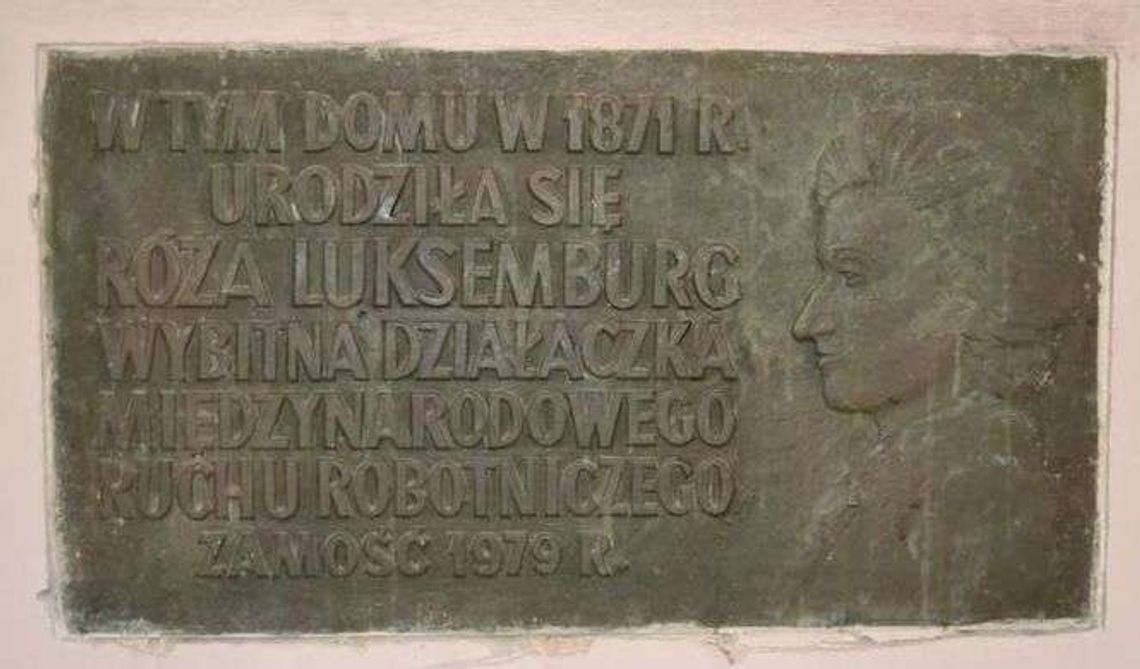 W TYM DOMU W 1871 R.
URODZIŁA SIĘ
RÓŻA LUKSEMBURG
WYBITNA DZIAŁACZKA
MIĘDZYNARODOWEGO
RUCHU ROBOTNICZEGO
ZAMOŚĆ 1979 R.